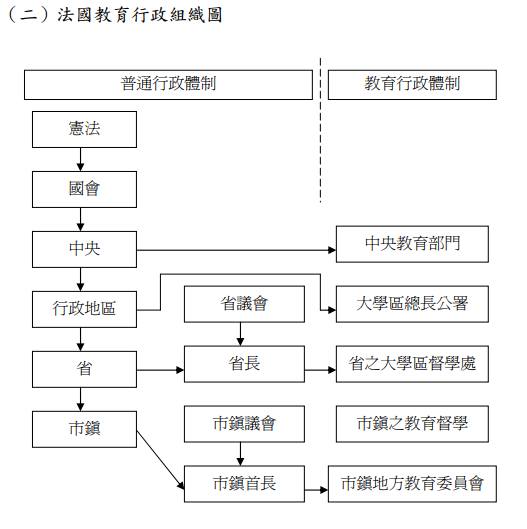 （二）法國教育行政組織圖
普通行政體制
教育行政體制
憲法
國會
中央
中央教育部門
行政地區
省議會
大學區總長公署
省
省長
省之大學區督學處
市鎮
市鎮議會
市鎮之教育督學
市鎮首長
市鎮地方教育委員會